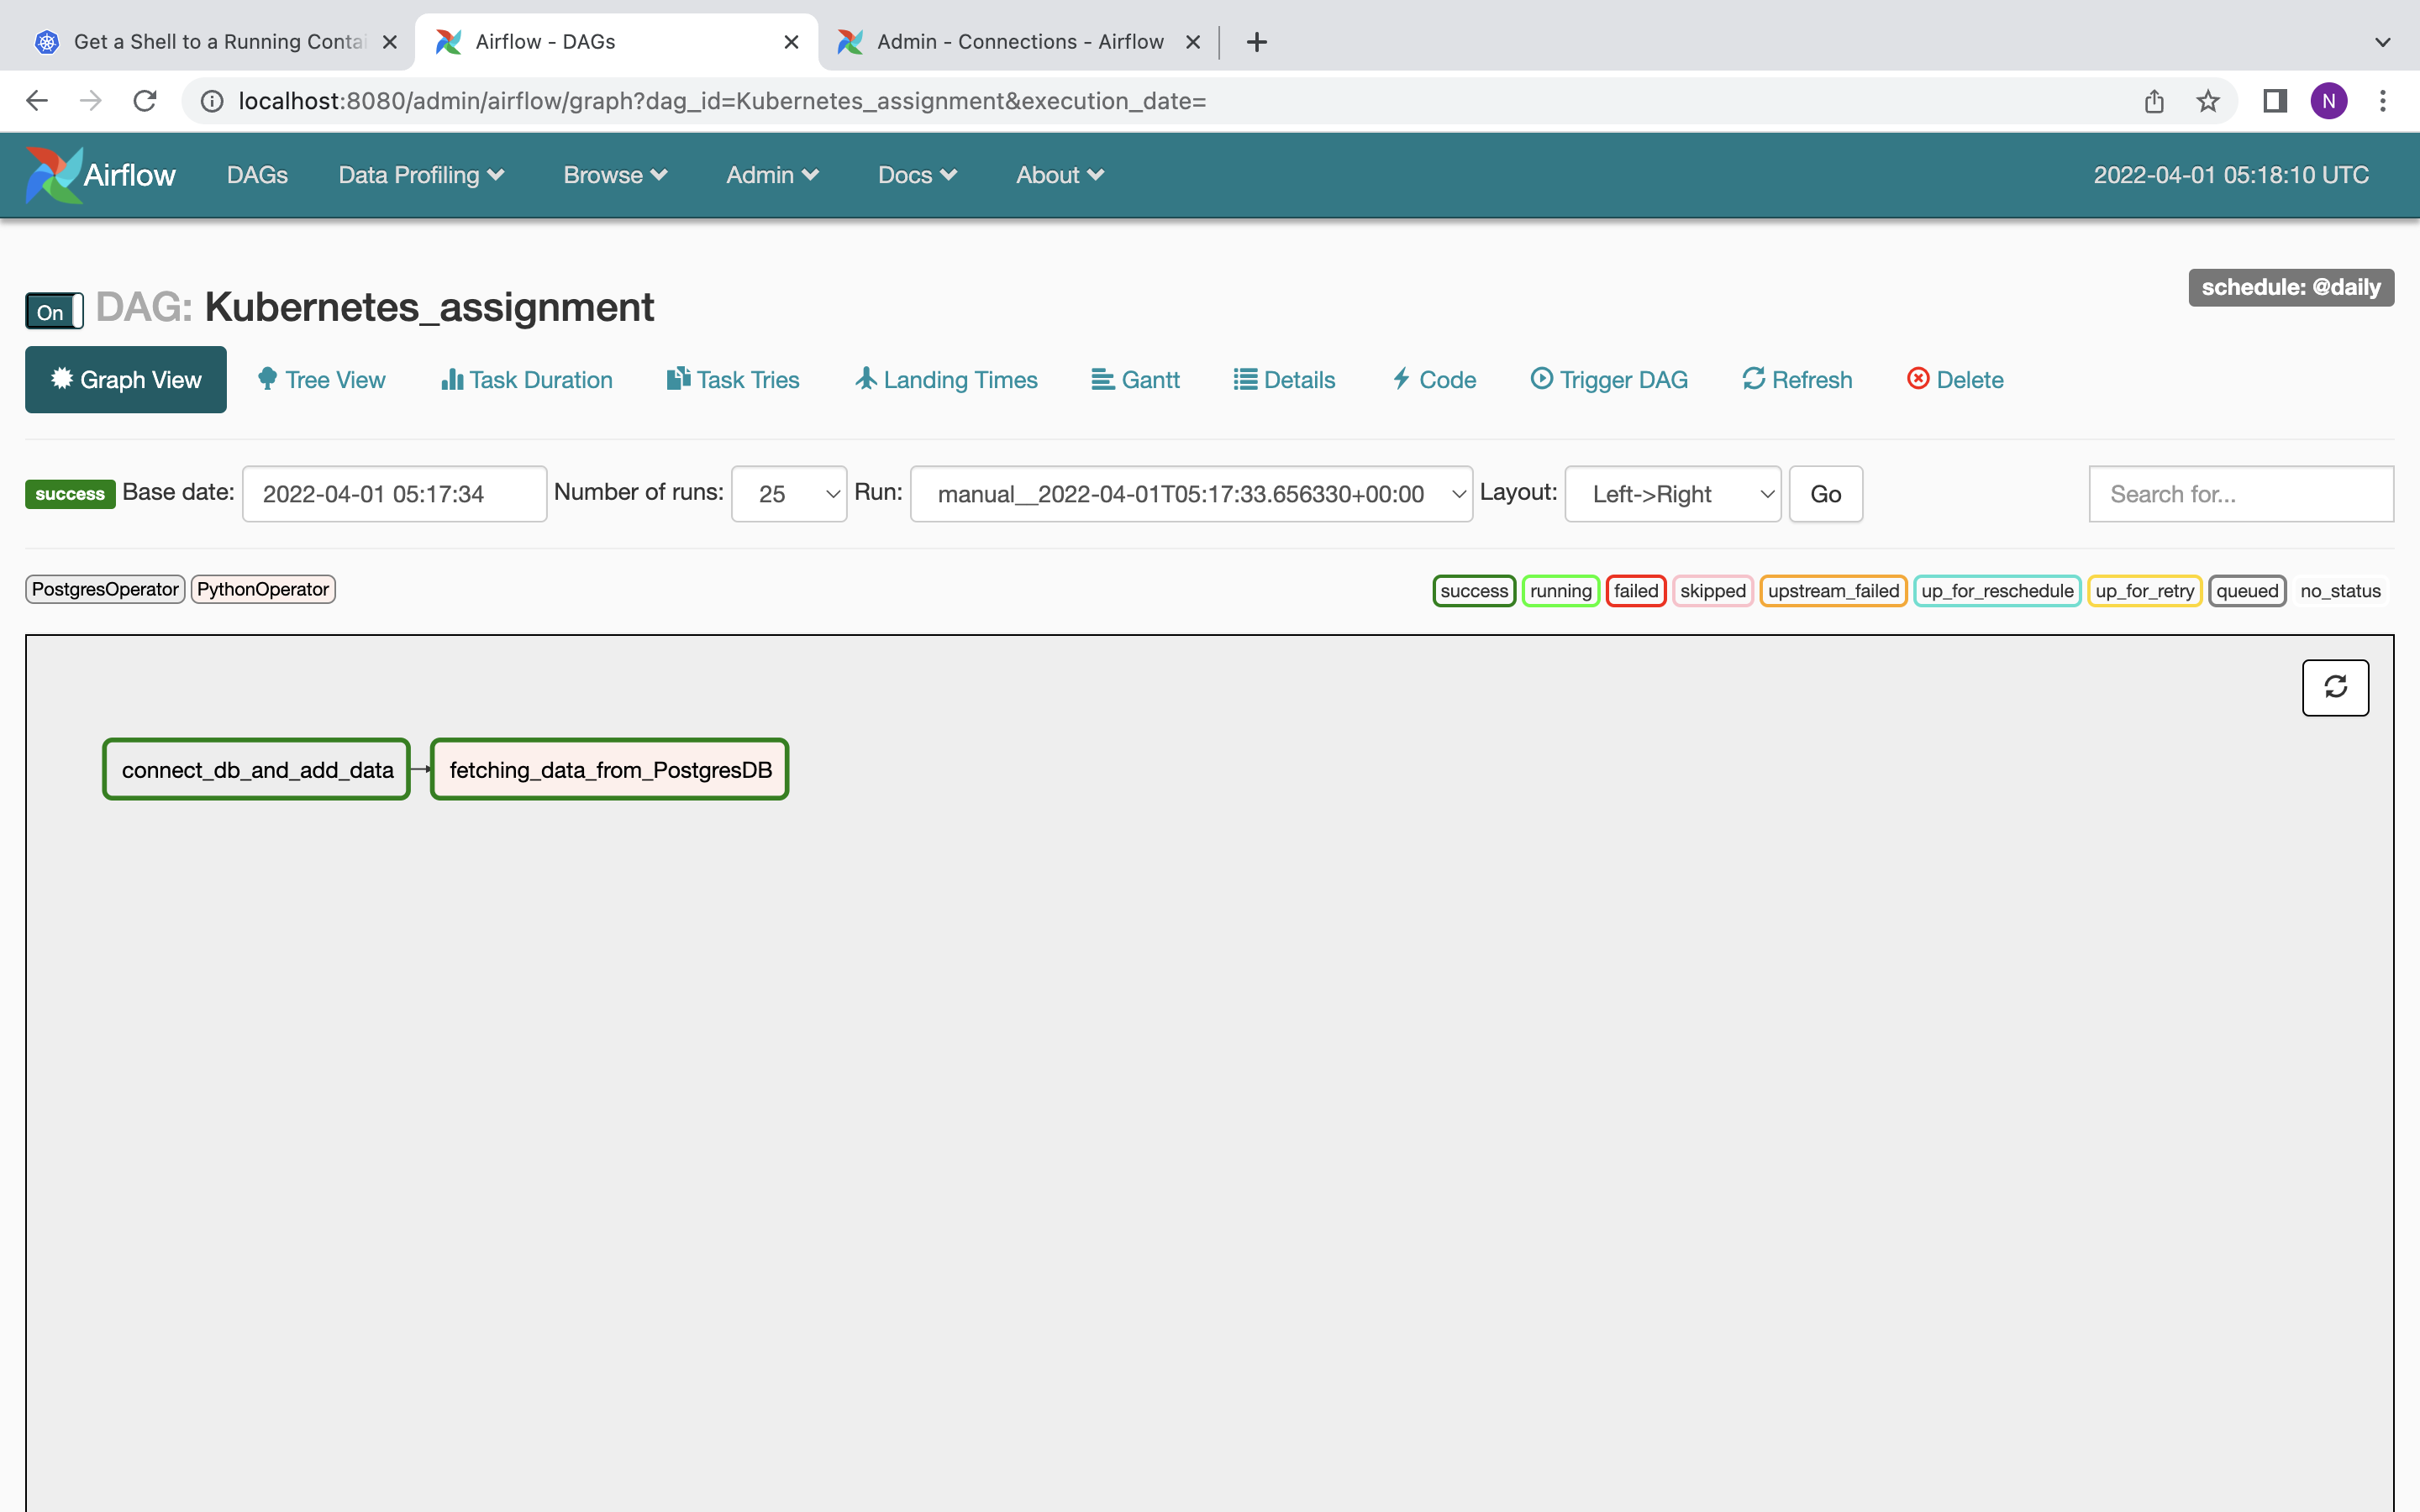 Get a Shell to a Running Contai
Airflow - DAGs
Admin - Connections - Airflow
localhost:8080/admin/airflow/graph?dag_id=Kubernetes_assignment&execution_date=
N
Airflow DAGs Data Profiling Browse Admin Docs About 2022-04-01 05:18:10 UTC
On DAG: Kubernetes_assignment schedule: @daily
Graph View Tree View Task Duration Task Tries Landing Times Gantt Details Code Trigger DAG Refresh Delete
success Base date: 2022-04-01 05:17:34 Number of runs: 25 Run: manual__2022-04-01T05:17:33.656330+00:00 Layout: Left->Right Go Search for...
PostgresOperator PythonOperator success running failed skipped upstream_failed up_for_reschedule up_for_retry queued no_status
connect_db_and_add_data fetching_data_from_PostgresDB